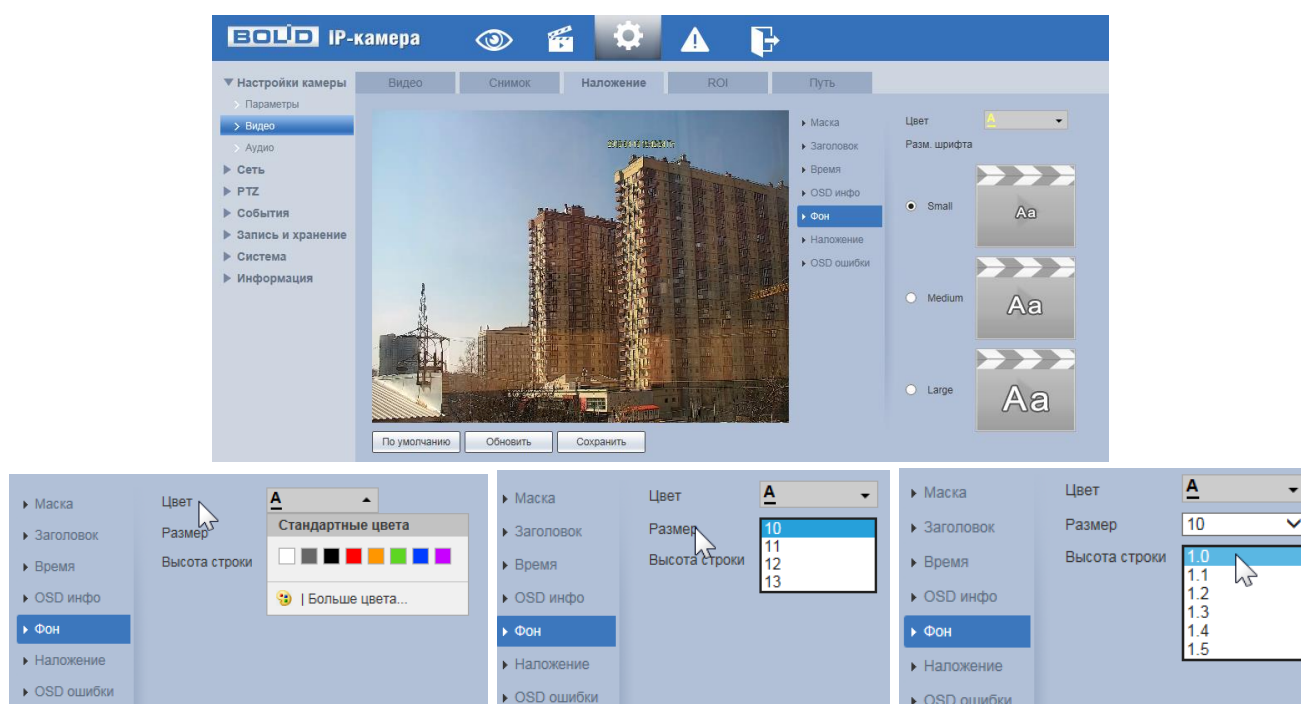 BOLID IP-камера
Настройки камеры
Параметры
Видео
Аудио
Сеть
PTZ
События
Запись и хранение
Система
Информация
Видео
Снимок
Наложение
ROI
Путь
По умолчанию
Обновить
Сохранить
Маска
Заголовок
Время
OSD инфо
Фон
Наложение
OSD ошибки
Цвет
A
Разм. шрифта
Small
Aa
Medium
Aa
Large
Aa
Маска
Заголовок
Время
OSD инфо
Фон
Наложение
OSD ошибки
Цвет
A
Размер
Высота строки
Стандартные цвета
| Больше цвета...
Маска
Заголовок
Время
OSD инфо
Фон
Наложение
OSD ошибки
Цвет
A
Размер
10
11
12
13
Высота строки
Маска
Заголовок
Время
OSD инфо
Фон
Наложение
OSD ошибки
Цвет
A
Размер
10
Высота строки
1.0
1.1
1.2
1.3
1.4
1.5